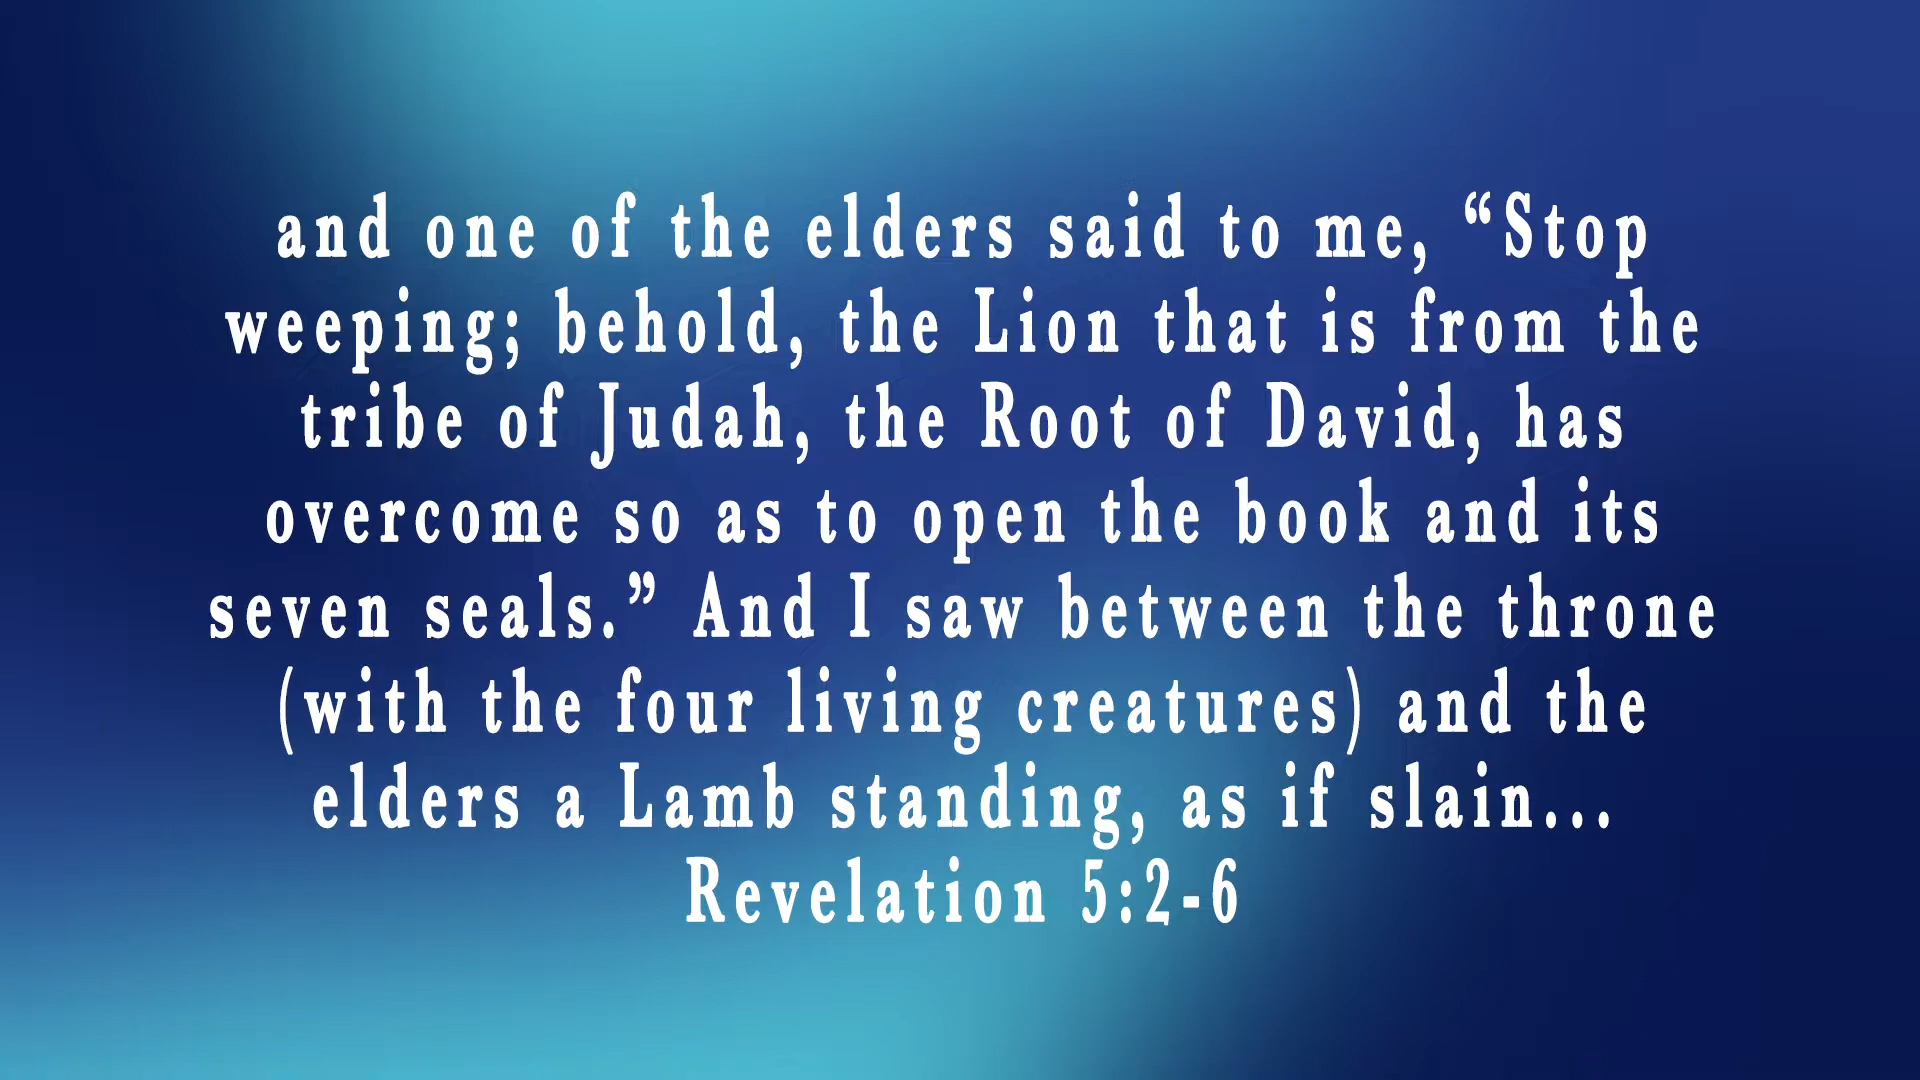 and one of the elders said to me, “Stop
weeping; behold, the Lion that is from the
tribe of Judah, the Root of David, has
overcome so as to open the book and its
seven seals.” And I saw between the throne
(with the four living creatures) and the
elders a Lamb standing, as if slain...
Revelation 5:2-6